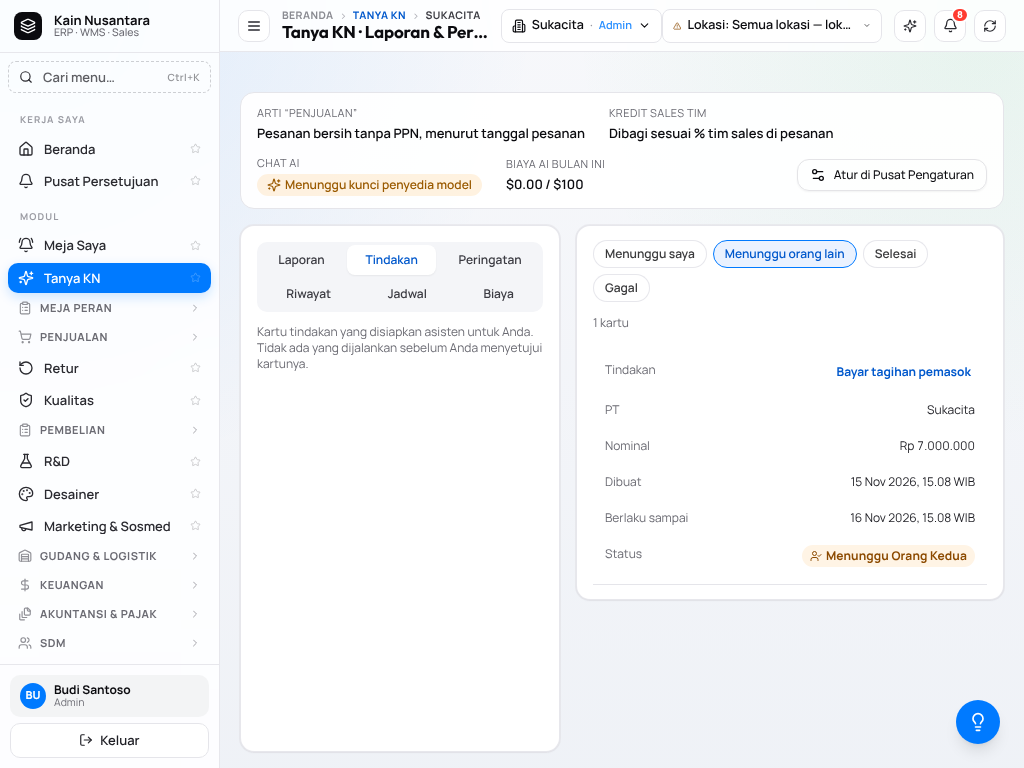 Kain Nusantara
ERP · WMS · Sales
Cari menu... Ctrl+K
KERJA SAYA
Beranda
Pusat Persetujuan
MODUL
Meja Saya
Tanya KN
MEJA PERAN
PENJUALAN
Retur
Kualitas
PEMBELIAN
R&D
Desainer
Marketing & Sosmed
GUDANG & LOGISTIK
KEUANGAN
AKUNTANSI & PAJAK
SDM
BU
Budi Santoso
Admin
Keluar
BERANDA › TANYA KN › SUKACITA
Tanya KN · Laporan & Per...
Sukacita · Admin
Lokasi: Semua lokasi — lok...
8
ARTI "PENJUALAN"
Pesanan bersih tanpa PPN, menurut tanggal pesanan
KREDIT SALES TIM
Dibagi sesuai % tim sales di pesanan
CHAT AI
Menunggu kunci penyedia model
BIAYA AI BULAN INI
$0.00 / $100
Atur di Pusat Pengaturan
Laporan Tindakan Peringatan
Riwayat Jadwal Biaya
Kartu tindakan yang disiapkan asisten untuk Anda.
Tidak ada yang dijalankan sebelum Anda menyetujui
kartunya.
Menunggu saya Menunggu orang lain Selesai
Gagal
1 kartu
Tindakan Bayar tagihan pemasok
PT Sukacita
Nominal Rp 7.000.000
Dibuat 15 Nov 2026, 15.08 WIB
Berlaku sampai 16 Nov 2026, 15.08 WIB
Status Menunggu Orang Kedua